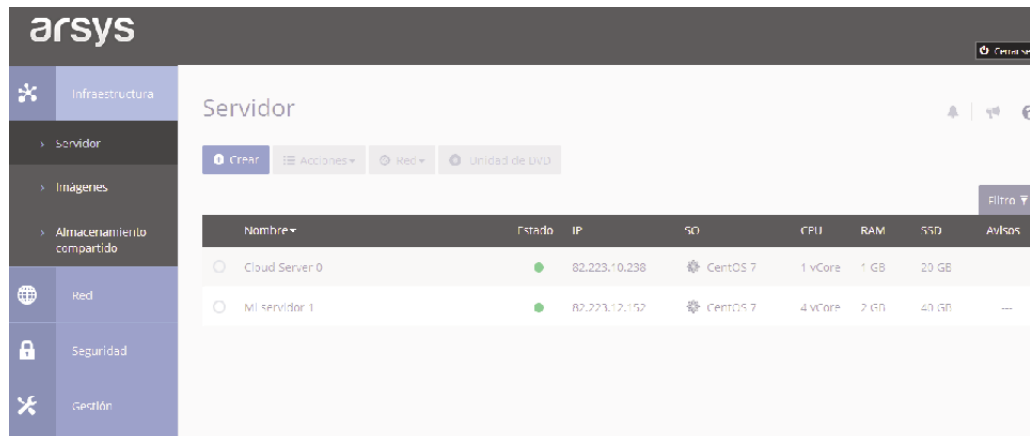 arsys
Cerrar se
Infraestructura
Servidor
Servidor
Crear Acciones Red Unidad de DVD
Imágenes
Filtro
Almacenamiento
compartido
Nombre Estado IP SO CPU RAM SSD Avisos
Cloud Server 0 82.223.10.238 CentOS 7 1 vCore 1 GB 20 GB
Red
Mi servidor 1 82.223.12.152 CentOS 7 4 vCore 2 GB 40 GB ---
Seguridad
Gestión